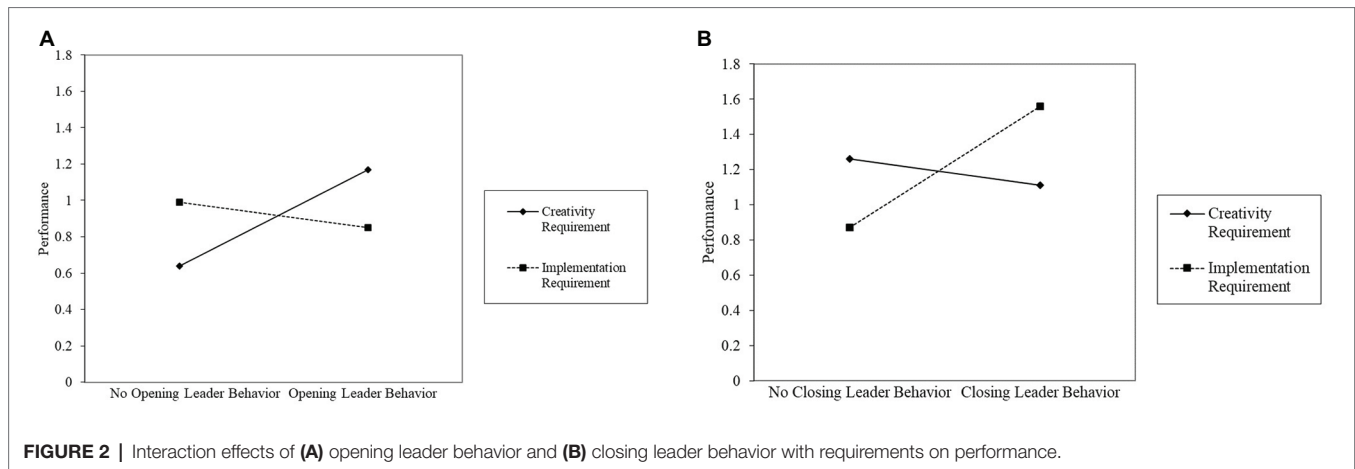 A
1.8
1.6
1.4
1.2
1
0.8
0.6
0.4
0.2
0
Performance
No Opening Leader Behavior Opening Leader Behavior
Creativity
Requirement
Implementation
Requirement
B
1.8
1.6
1.4
1.2
1
0.8
0.6
0.4
0.2
0
Performance
No Closing Leader Behavior Closing Leader Behavior
Creativity
Requirement
Implementation
Requirement
FIGURE 2 | Interaction effects of (A) opening leader behavior and (B) closing leader behavior with requirements on performance.